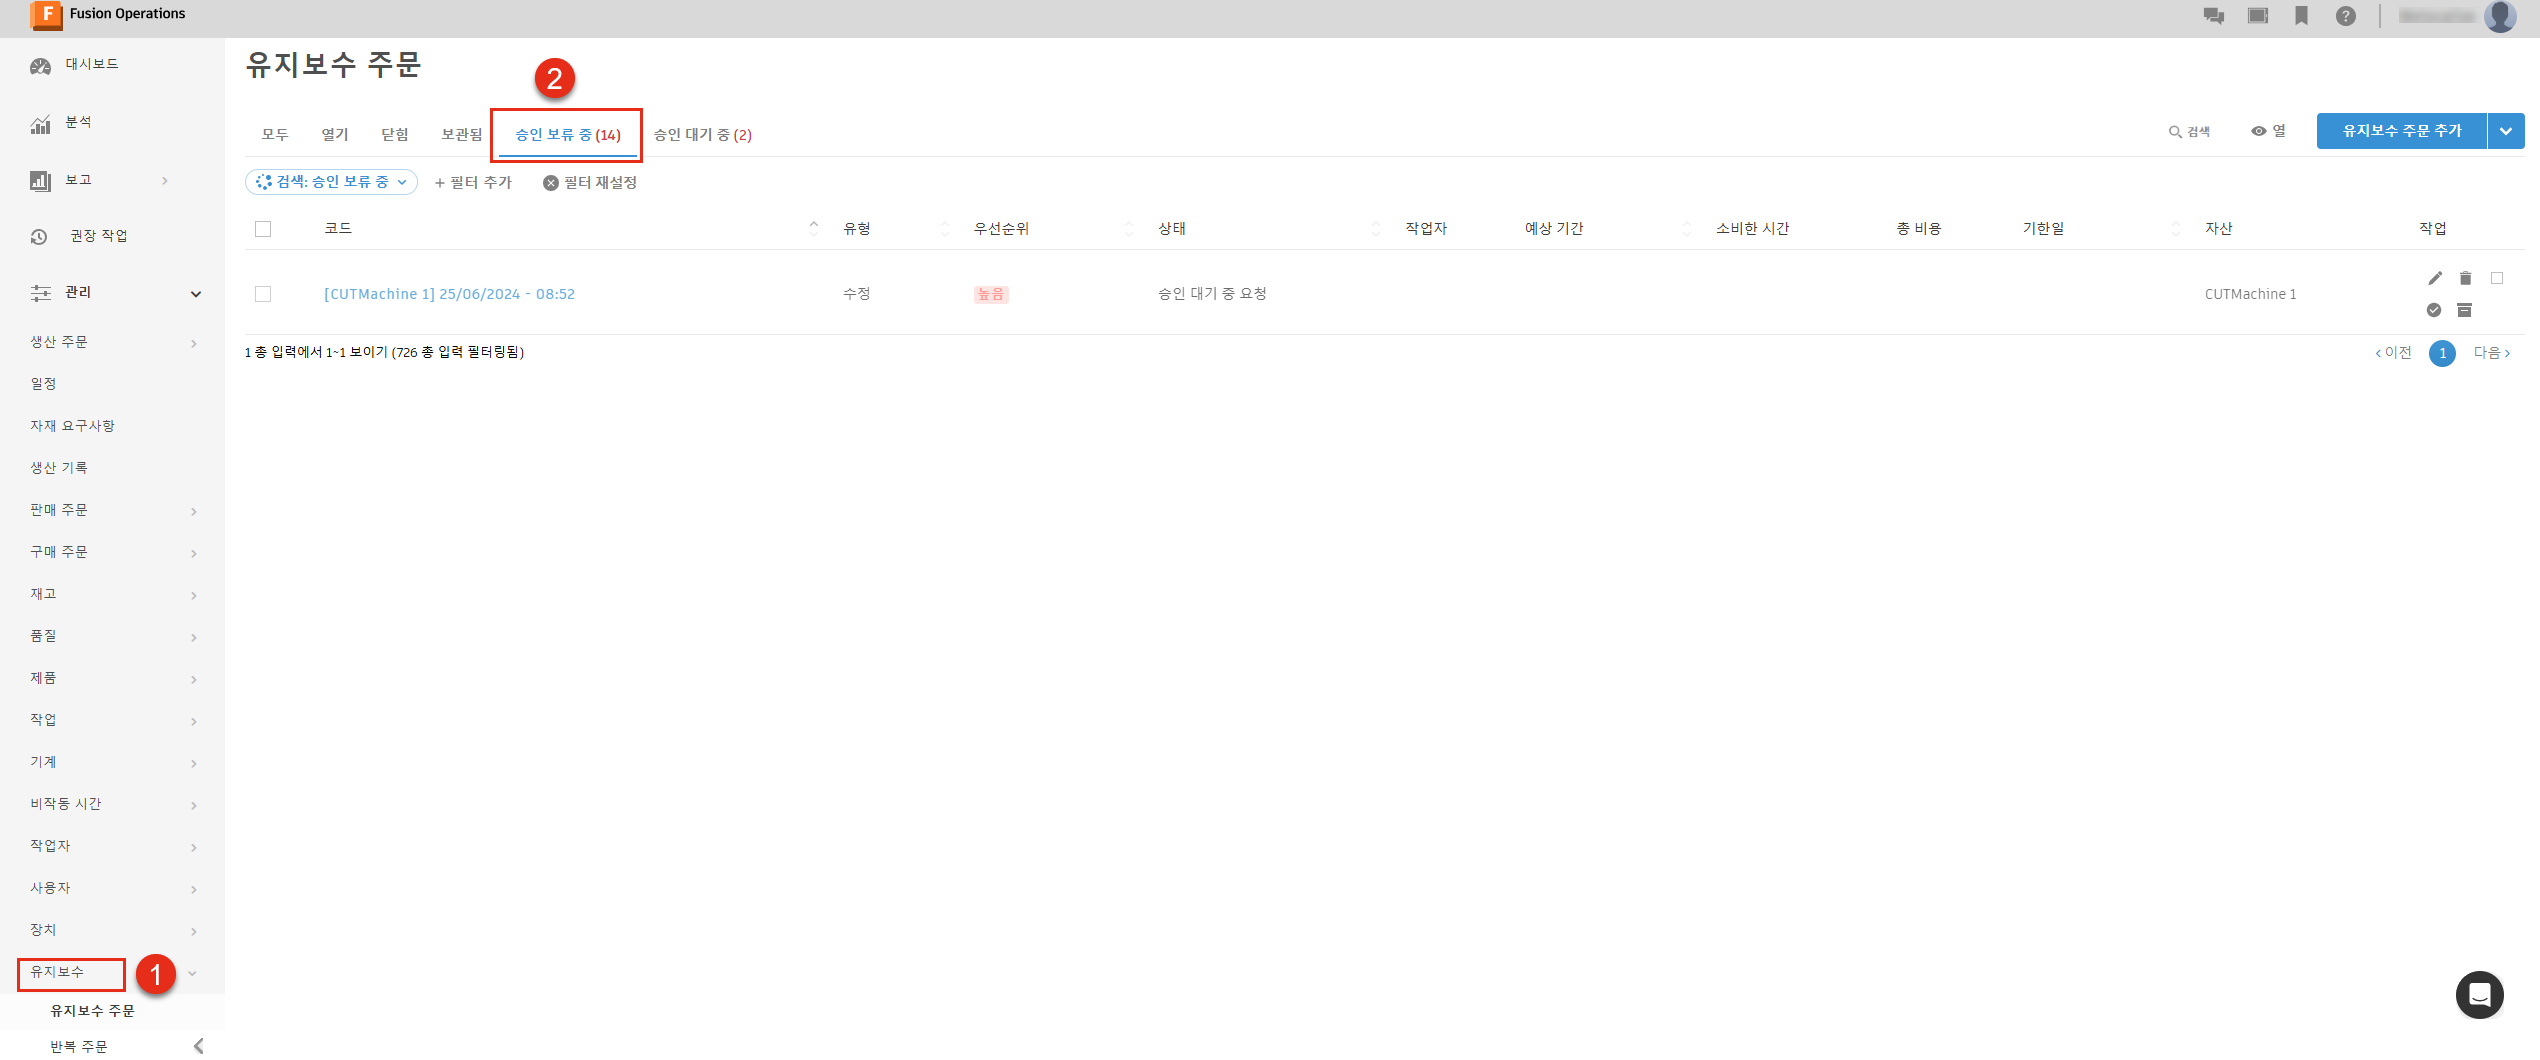 F Fusion Operations
유지보수 주문
2
모두 열기 닫힘 보관됨 승인 보류 중 (14) 승인 대기 중 (2)
검색 열 유지보수 주문 추가
검색: 승인 보류 중 + 필터 추가 필터 재설정
코드 유형 우선순위 상태 작업자 예상 기간 소비한 시간 총 비용 기한일 자산 작업
[CUTMachine 1] 25/06/2024 - 08:52 수정 높음 승인 대기 중 요청 CUTMachine 1
1 총 입력에서 1~1 보이기 (726 총 입력 필터링됨)
‹ 이전 1 다음 ›
대시보드
분석
보고
권장 작업
관리
생산 주문
일정
자재 요구사항
생산 기록
판매 주문
구매 주문
재고
품질
제품
작업
기계
비작동 시간
작업자
사용자
장치
유지보수 1
유지보수 주문
반복 주문